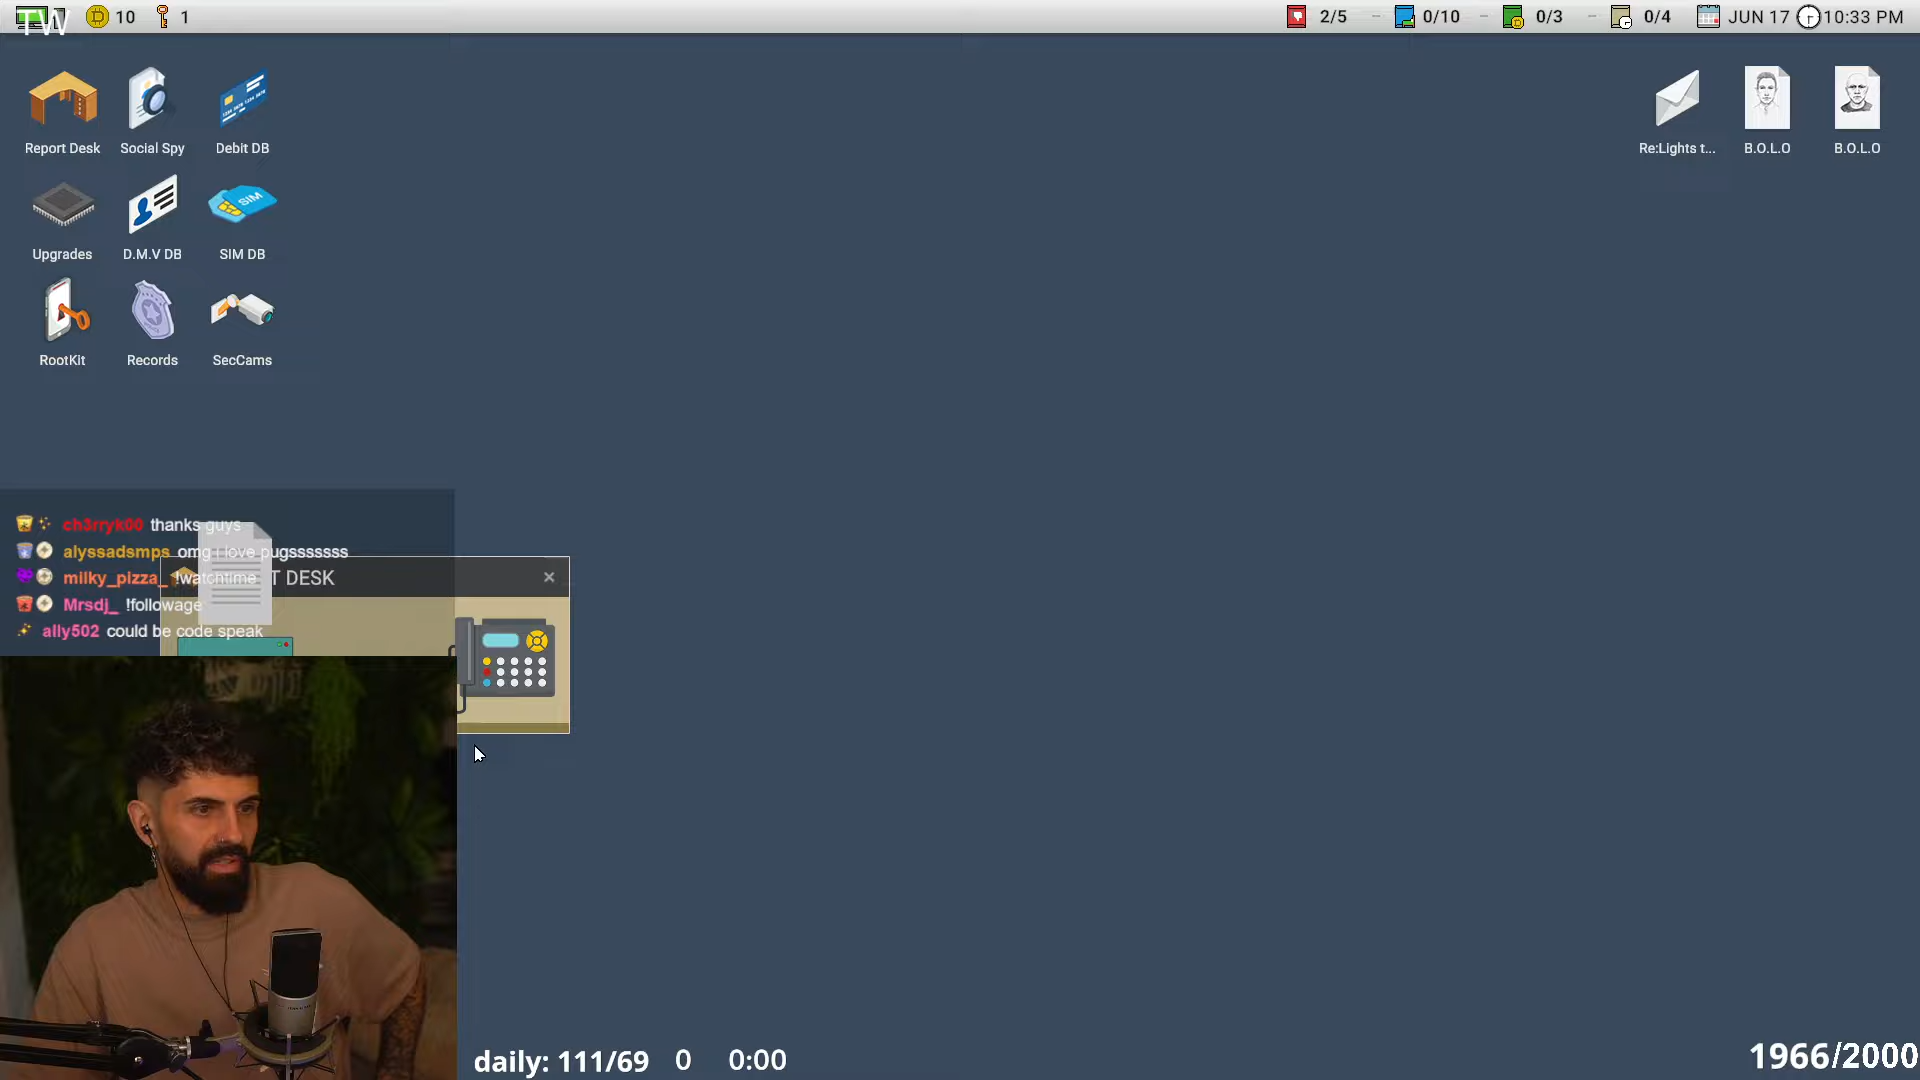 TW
10
1
2/5
0/10
0/3
0/4
JUN 17
10:33 PM
Report Desk
Social Spy
Debit DB
Re:Lights t...
B.O.L.O
B.O.L.O
Upgrades
D.M.V DB
SIM DB
SIM
RootKit
Records
SecCams
ch3rryk00 thanks guys
alyssadsmps omg i love pugsssssss
milky_pizza_ !watchtime
T DESK
Mrsdj_ !followage
ally502 could be code speak
daily: 111/69
0
0:00
1966/2000